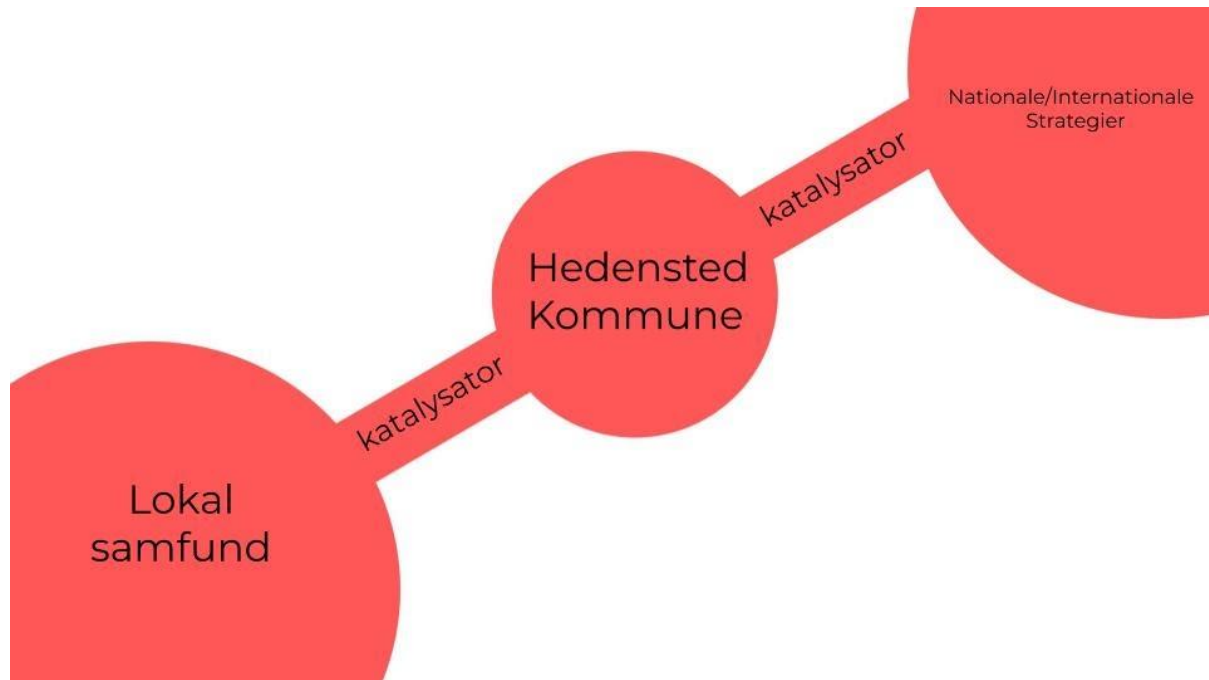 Nationale/Internationale
Strategier
katalysator
Hedensted
Kommune
katalysator
Lokal
samfund